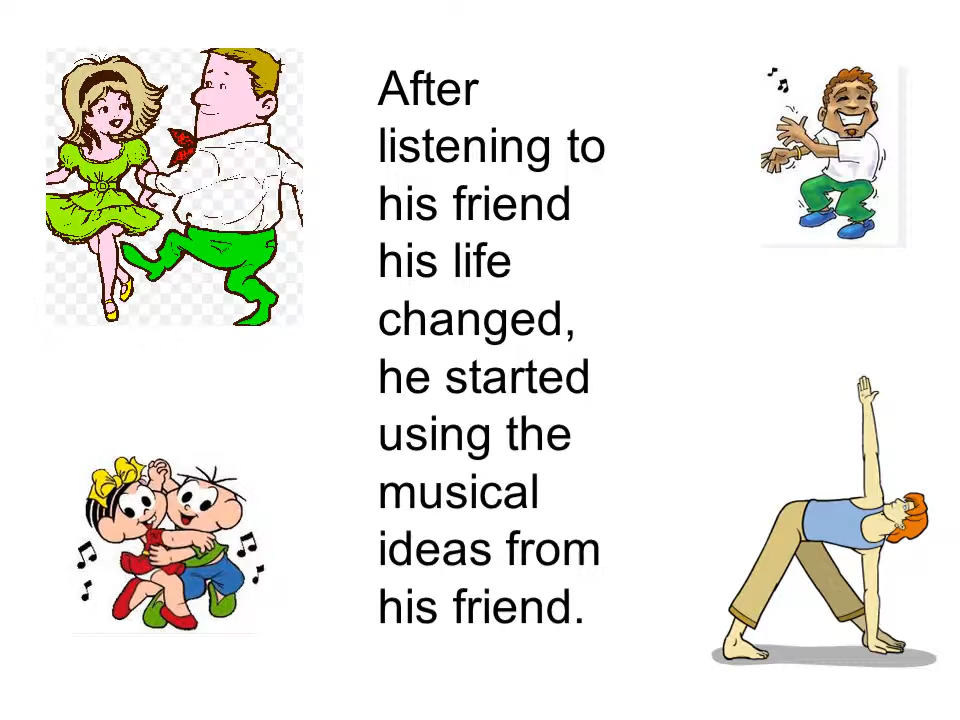 After
listening to
his friend
his life
changed,
he started
using the
musical
ideas from
his friend.